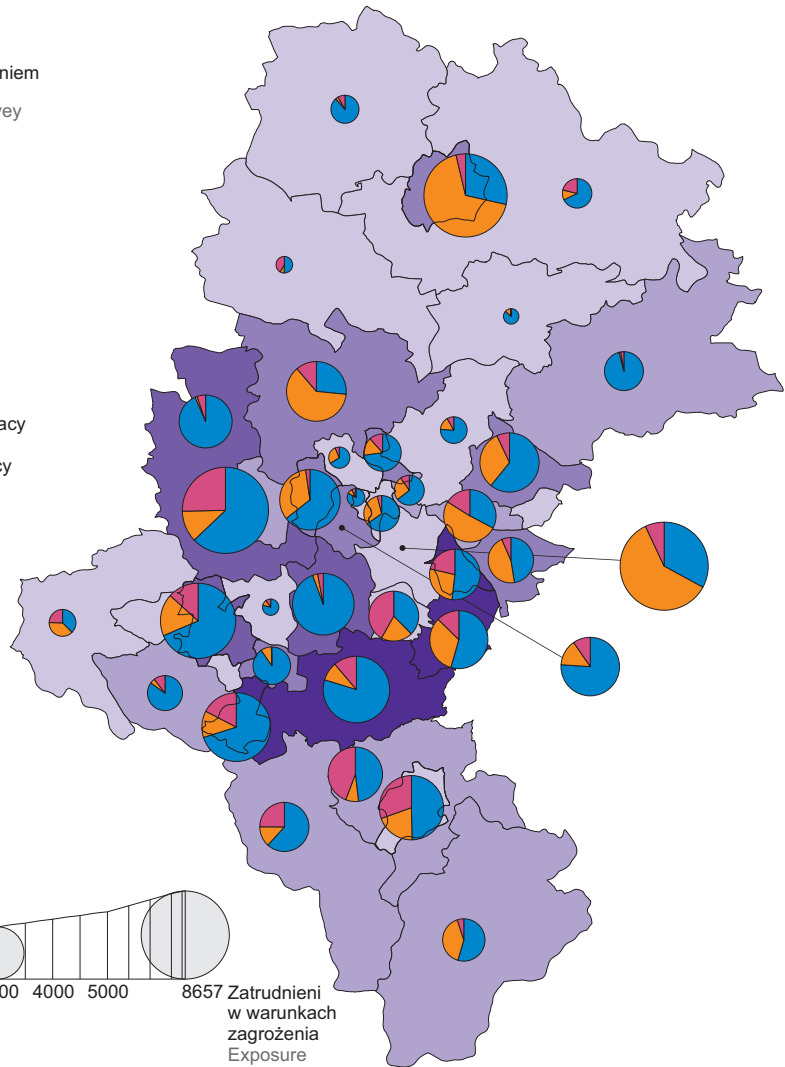 niem
vey
acy
cy
00 4000 5000 8657 Zatrudnieni
w warunkach
zagrożenia
Exposure